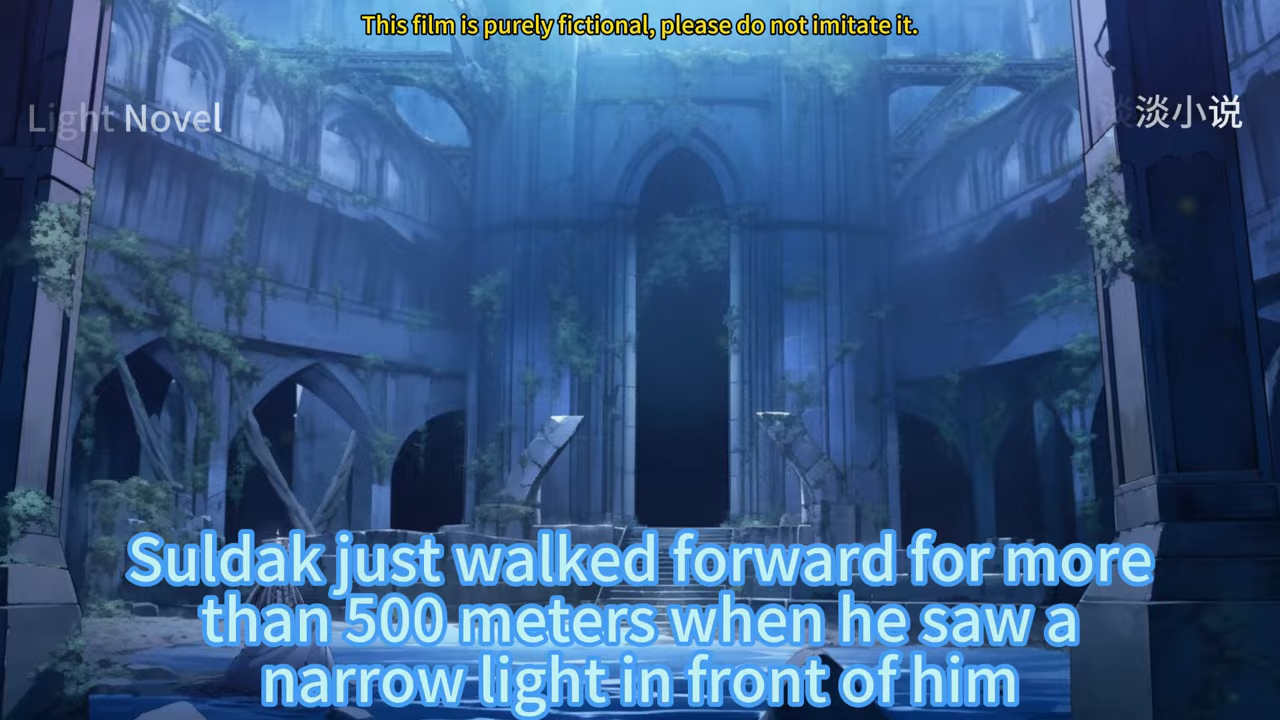 This film is purely fictional, please do not imitate it.
Light Novel
淡淡小说
Suldak just walked forward for more
than 500 meters when he saw a
narrow light in front of him